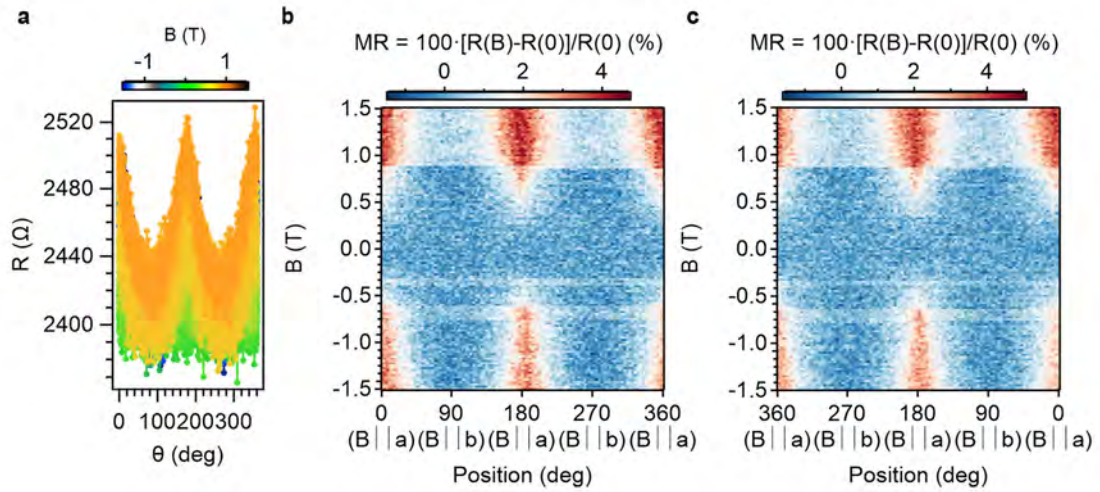 a
B (T)
-1 1
2520
2480
2440
2400
R (Ω)
0 100 200 300
θ (deg)
b
MR = 100·[R(B)-R(0)]/R(0) (%)
0 2 4
1.5
1.0
0.5
0.0
-0.5
-1.0
-1.5
B (T)
0 90 180 270 360
(B||a) (B||b) (B||a) (B||b) (B||a)
Position (deg)
c
MR = 100·[R(B)-R(0)]/R(0) (%)
0 2 4
1.5
1.0
0.5
0.0
-0.5
-1.0
-1.5
B (T)
360 270 180 90 0
(B||a) (B||b) (B||a) (B||b) (B||a)
Position (deg)